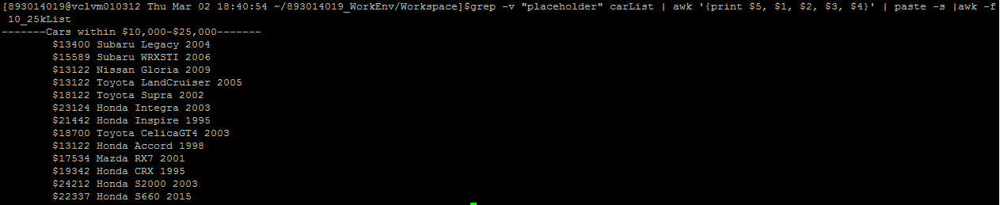 [893014019@vclvm010312 Thu Mar 02 18:40:54 ~/893014019_WorkEnv/Workspace]$grep -v "placeholder" carList | awk '{print $5, $1, $2, $3, $4}' | paste -s |awk -f
10_25kList
-------Cars within $10,000-$25,000-------
$13400 Subaru Legacy 2004
$15589 Subaru WRXSTI 2006
$13122 Nissan Gloria 2009
$13122 Toyota LandCruiser 2005
$18122 Toyota Supra 2002
$23124 Honda Integra 2003
$21442 Honda Inspire 1995
$18700 Toyota CelicaGT4 2003
$13122 Honda Accord 1998
$17534 Mazda RX7 2001
$19342 Honda CRX 1995
$24212 Honda S2000 2003
$22337 Honda S660 2015